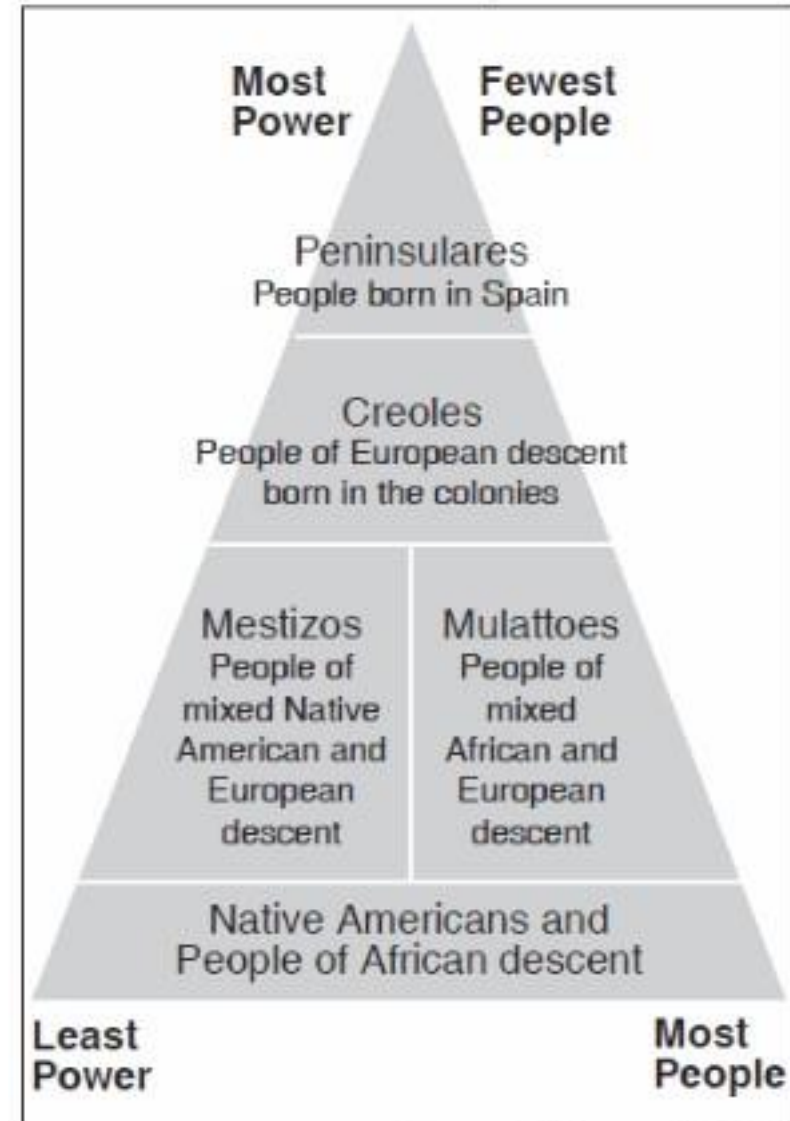 Most
Power
Fewest
People
Peninsulares
People born in Spain
Creoles
People of European descent
born in the colonies
Mestizos
People of
mixed Native
American and
European
descent
Mulattoes
People of
mixed
African and
European
descent
Native Americans and
People of African descent
Least
Power
Most
People